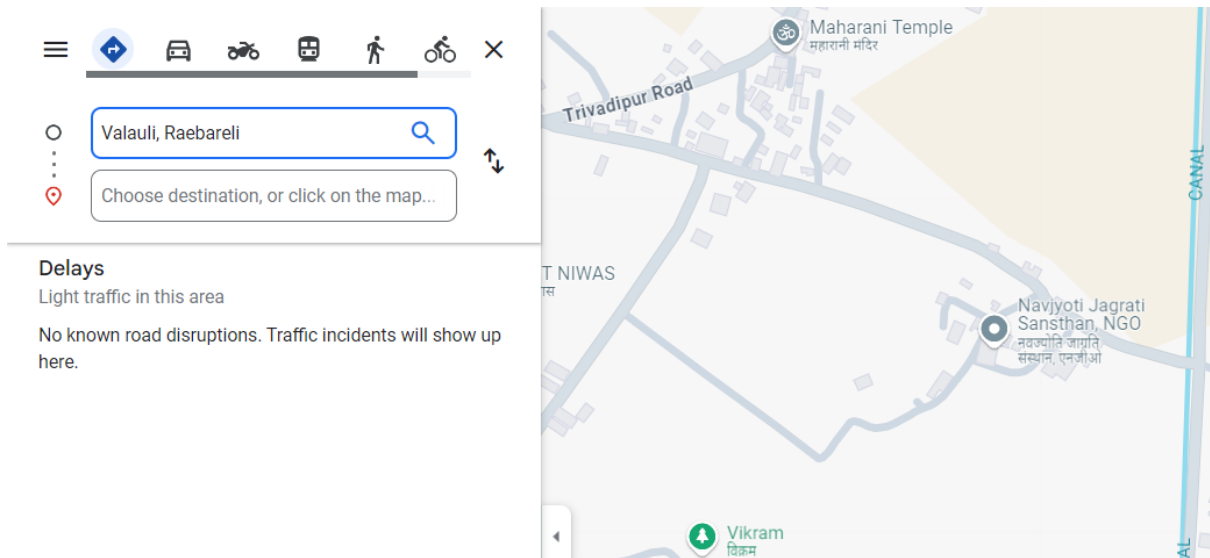 Valauli, Raebareli
Choose destination, or click on the map...
Delays
Light traffic in this area
No known road disruptions. Traffic incidents will show up
here.
Maharani Temple
महारानी मंदिर
Trivadipur Road
CANAL
T NIWAS
Navjyoti Jagrati
Sansthan, NGO
नवज्योति जाग्रति
संस्थान, एनजीओ
Vikram
विक्रम
AL